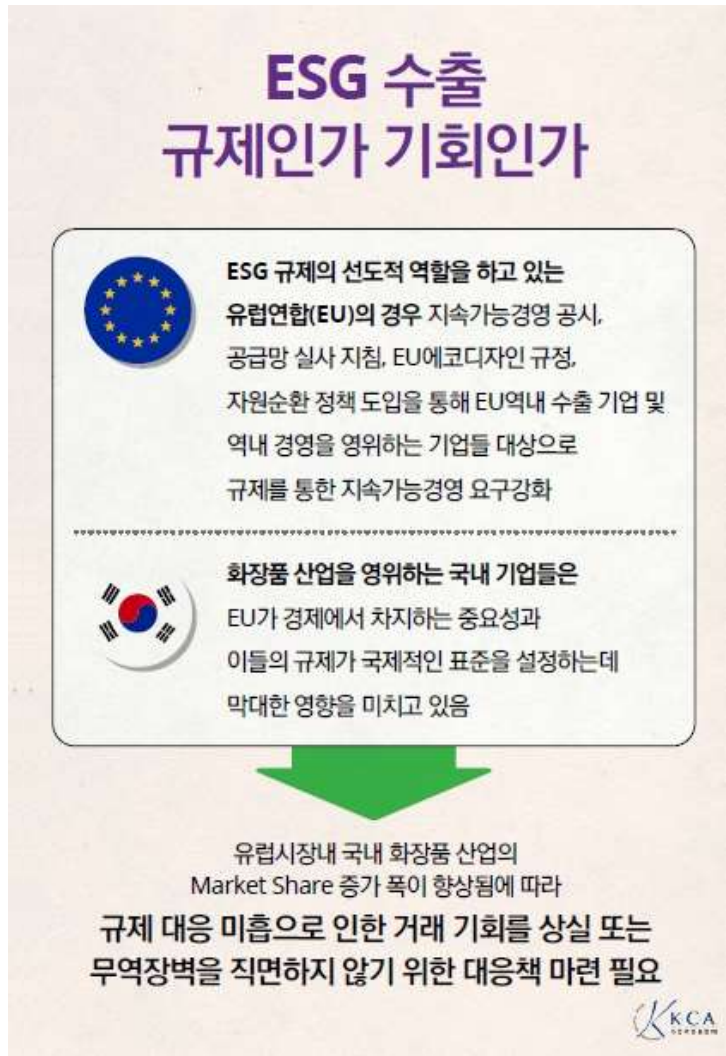 ESG 수출
규제인가 기회인가
ESG 규제의 선도적 역할을 하고 있는
유럽연합(EU)의 경우 지속가능경영 공시,
공급망 실사 지침, EU에코디자인 규정,
자원순환 정책 도입을 통해 EU역내 수출 기업 및
역내 경영을 영위하는 기업들 대상으로
규제를 통한 지속가능경영 요구강화
화장품 산업을 영위하는 국내 기업들은
EU가 경제에서 차지하는 중요성과
이들의 규제가 국제적인 표준을 설정하는데
막대한 영향을 미치고 있음
유럽시장내 국내 화장품 산업의
Market Share 증가 폭이 향상됨에 따라
규제 대응 미흡으로 인한 거래 기회를 상실 또는
무역장벽을 직면하지 않기 위한 대응책 마련 필요
KCA